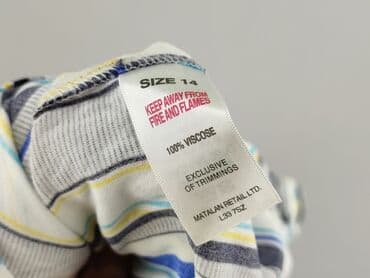 SIZE 14
KEEP AWAY FROM
FIRE AND FLAMES
100% VISCOSE
EXCLUSIVE
OF TRIMMINGS
MATALAN RETAIL LTD.
L33 7SZ